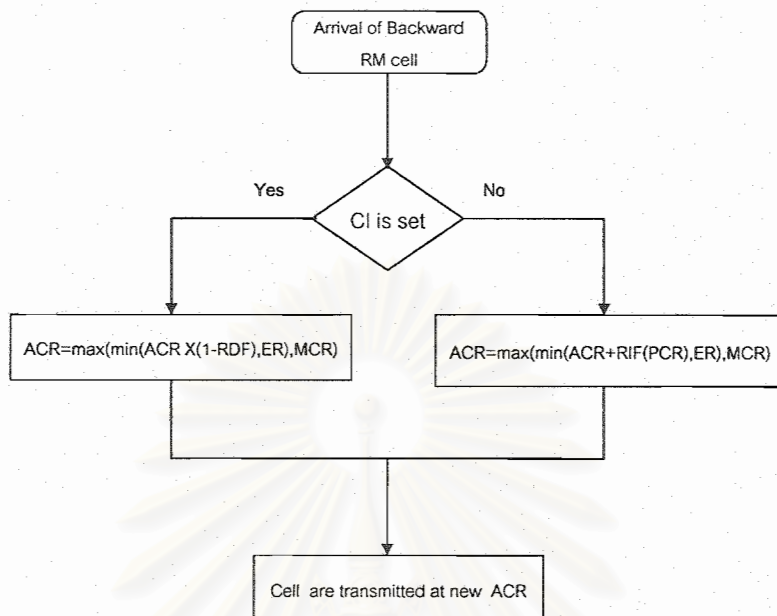 Arrival of Backward
RM cell
Yes
No
CI is set
ACR=max(min(ACR X(1-RDF),ER),MCR)
ACR=max(min(ACR+RIF(PCR),ER),MCR)
Cell are transmitted at new ACR